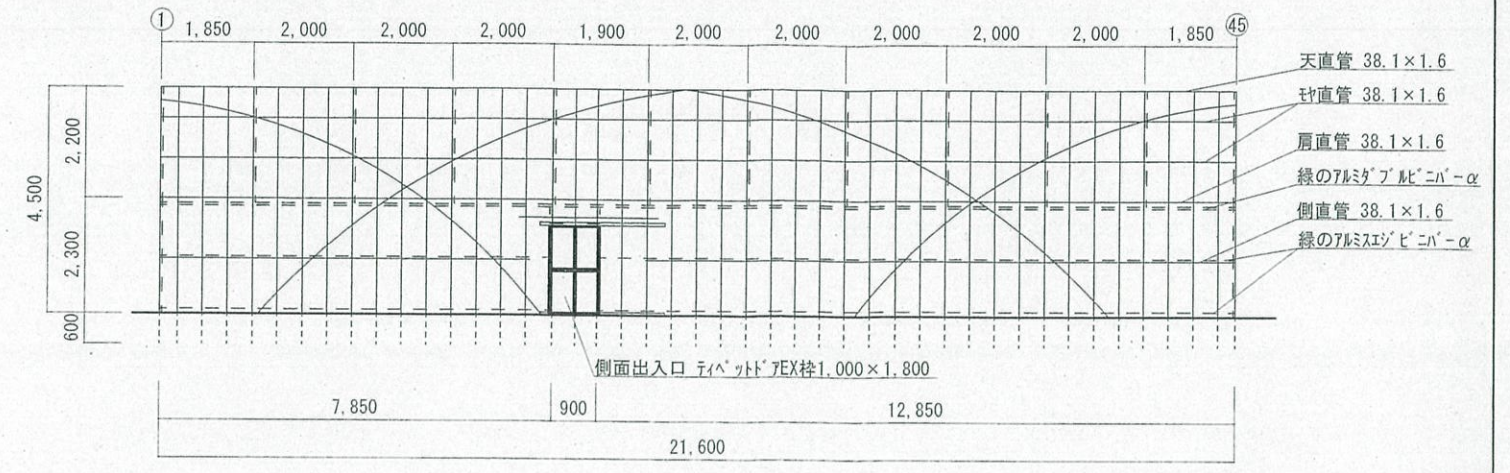 ① 1,850 2,000 2,000 2,000 1,900 2,000 2,000 2,000 2,000 2,000 1,850 ㊺
天直管 38.1×1.6
ﾓﾔ直管 38.1×1.6
肩直管 38.1×1.6
緑のｱﾙﾐﾀﾞﾌﾞﾙﾋﾞﾆﾊﾞｰα
側直管 38.1×1.6
緑のｱﾙﾐｽｴｼﾞﾋﾞﾆﾊﾞｰα
4,500
2,200
2,300
600
側面出入口 ﾃｨﾍﾞｯﾄﾄﾞｱEX枠1,000×1,800
7,850 900 12,850
21,600